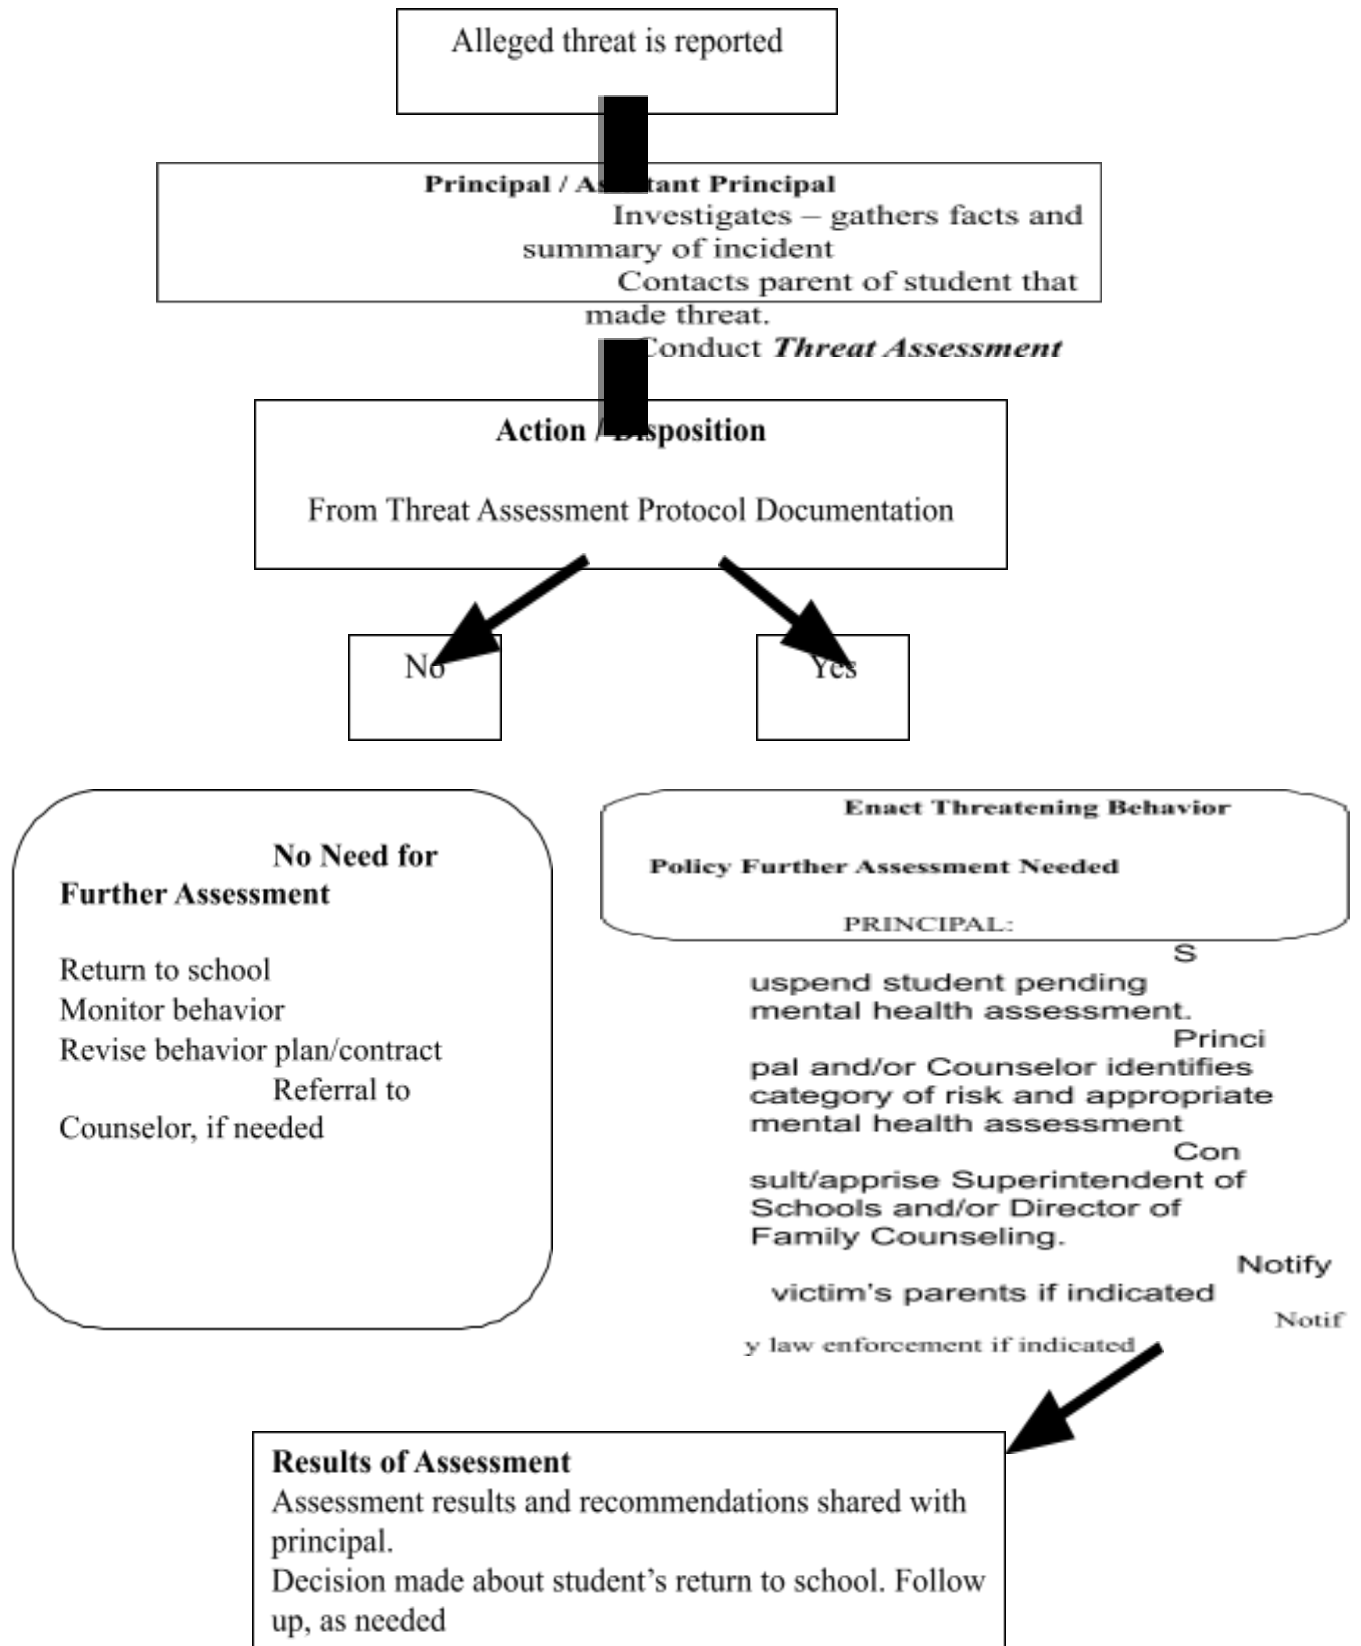 Alleged threat is reported
Principal / As tant Principal
Investigates – gathers facts and
summary of incident
Contacts parent of student that
made threat.
Conduct Threat Assessment
Action / Disposition
From Threat Assessment Protocol Documentation
No
Yes
No Need for
Further Assessment
Return to school
Monitor behavior
Revise behavior plan/contract
Referral to
Counselor, if needed
Enact Threatening Behavior
Policy Further Assessment Needed
PRINCIPAL:
S
uspend student pending
mental health assessment.
Princi
pal and/or Counselor identifies
category of risk and appropriate
mental health assessment
Con
sult/apprise Superintendent of
Schools and/or Director of
Family Counseling.
Notify
victim's parents if indicated
Notif
y law enforcement if indicated
Results of Assessment
Assessment results and recommendations shared with
principal.
Decision made about student’s return to school. Follow
up, as needed